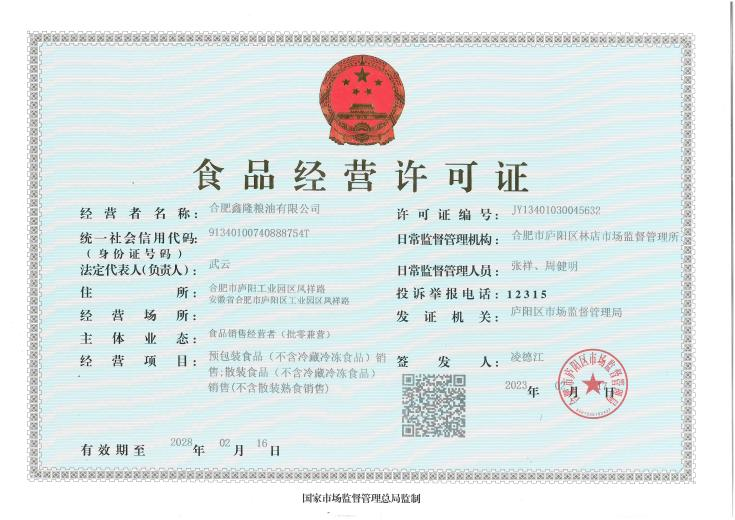 食品经营许可证
经营者名称： 合肥鑫隆粮油有限公司
统一社会信用代码： 91340100740888754T
（身份证号码）
法定代表人(负责人)： 武云
住所： 合肥市庐阳工业园区凤祥路
经营场所： 安徽省合肥市庐阳区工业园区凤祥路
主体业态： 食品销售经营者（批零兼营）
经营项目： 预包装食品（不含冷藏冷冻食品）销
售;散装食品（不含冷藏冷冻食品）
销售(不含散装熟食销售)
有效期至 2028年 02月 16日
许可证编号： JY13401030045632
日常监督管理机构： 合肥市庐阳区林店市场监督管理所
日常监督管理人员： 张祥、周健明
投诉举报电话：12315
发证机关： 庐阳区市场监督管理局
签发人： 凌德江
2023 年 月 日
国家市场监督管理总局监制